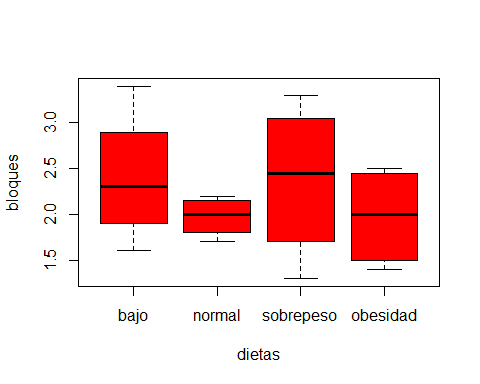 bloques
3.0
2.5
2.0
1.5
bajo normal sobrepeso obesidad
dietas